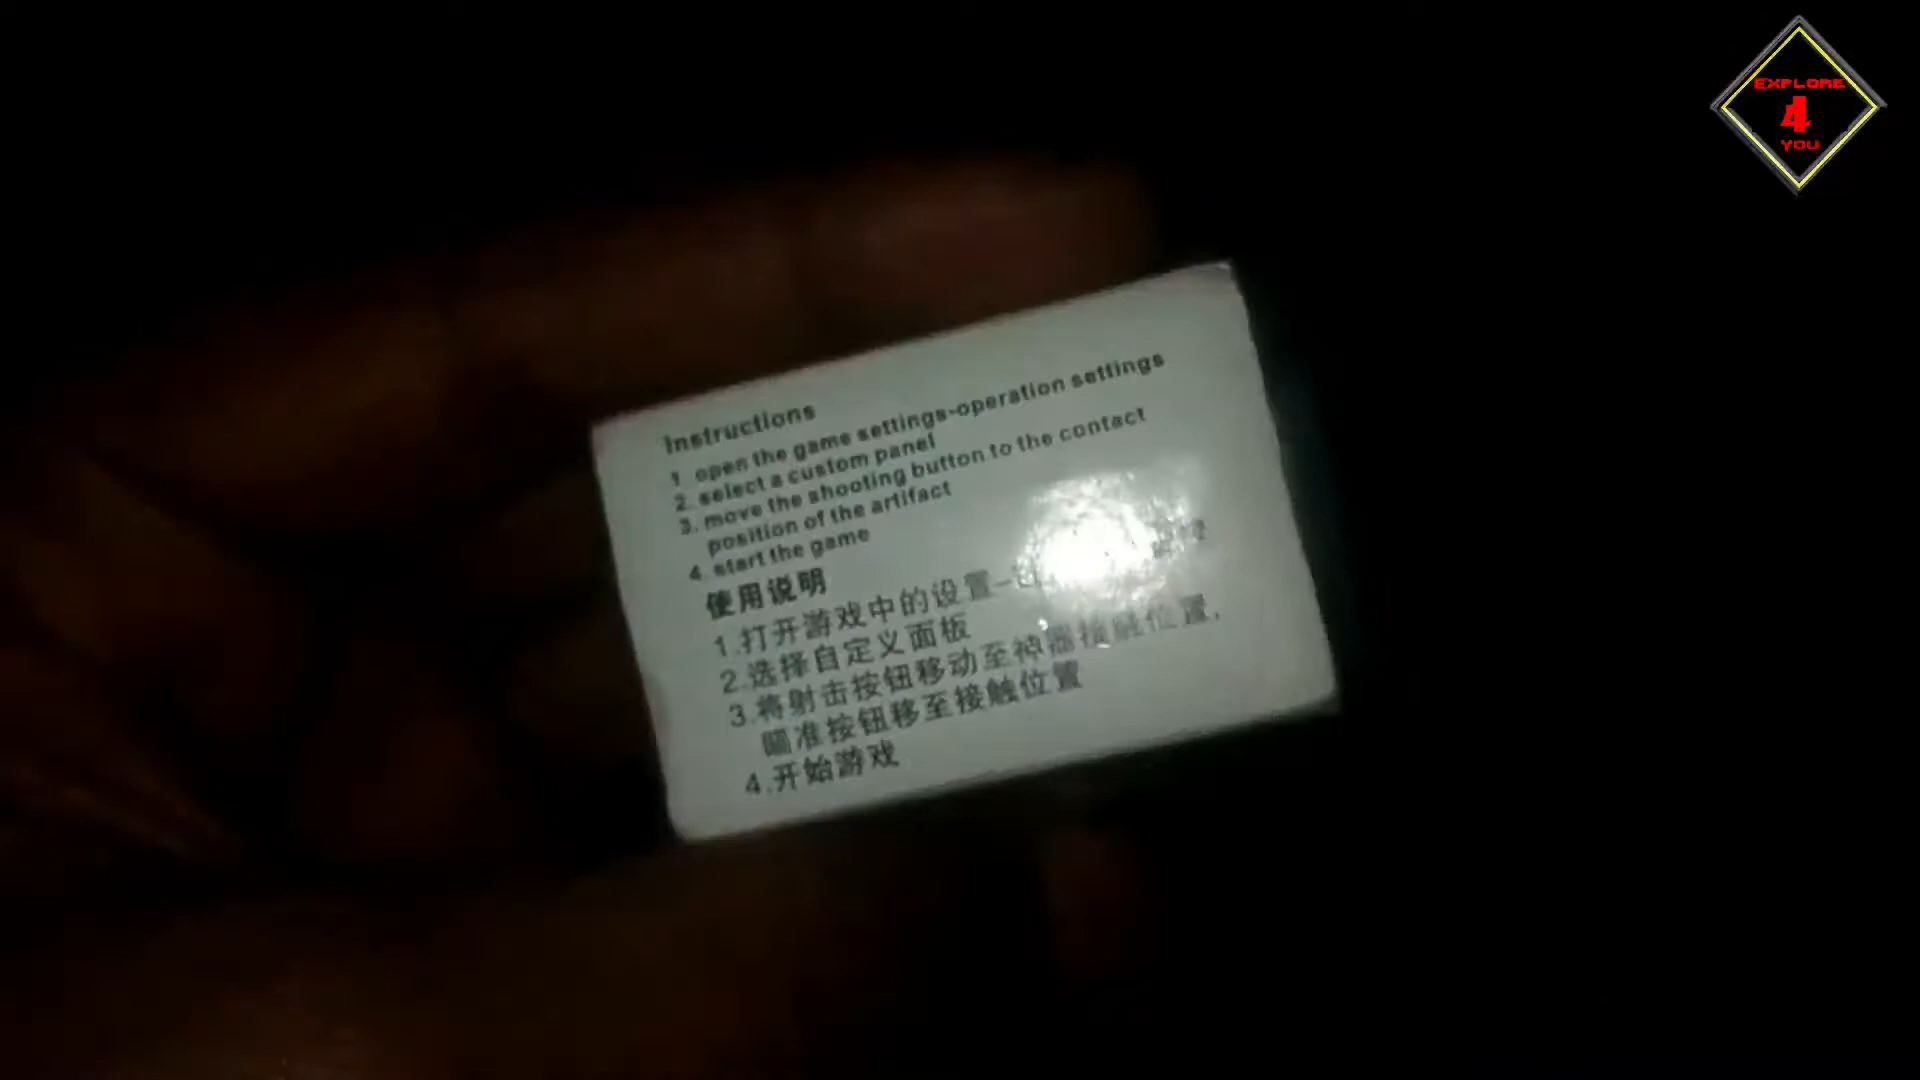 EXPLORE
4
YOU
Instructions
1. open the game settings-operation settings
2. select a custom panel
3. move the shooting button to the contact
position of the artifact
4. start the game
使用说明
1.打开游戏中的设置-
2.选择自定义面板
3.将射击按钮移动至神器接触位置,
瞄准按钮移至接触位置
4.开始游戏